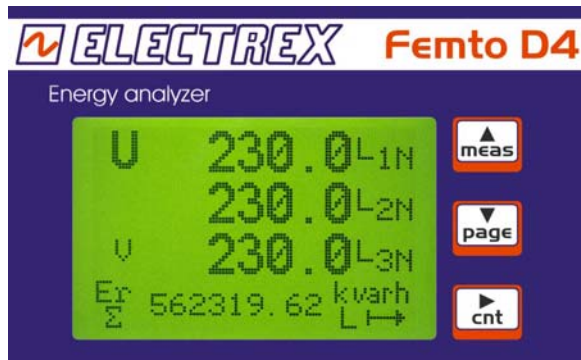 ELECTREX Femto D4
Energy analyzer
U 230.0 L1N
230.0 L2N
V 230.0 L3N
Er Σ 562319.62 kvarh L
meas
page
cnt